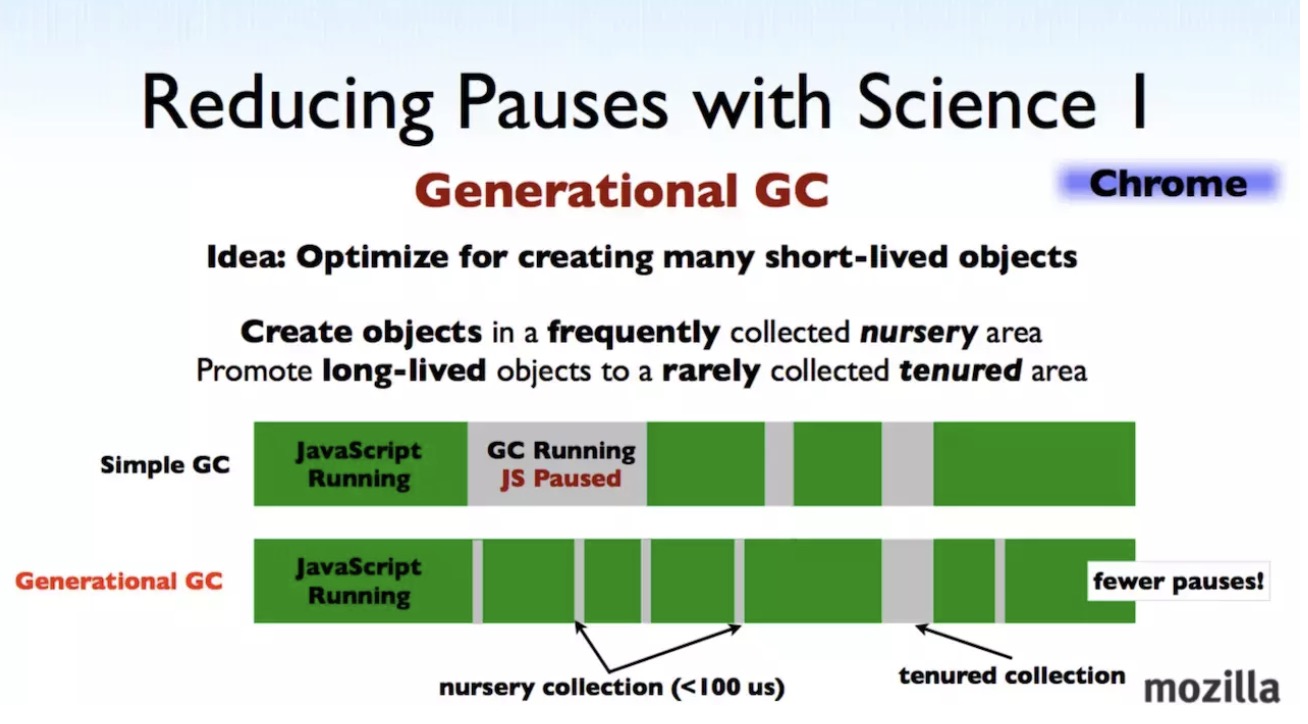 Reducing Pauses with Science 1
Generational GC
Chrome
Idea: Optimize for creating many short-lived objects
Create objects in a frequently collected nursery area
Promote long-lived objects to a rarely collected tenured area
Simple GC
JavaScript
Running
GC Running
JS Paused
Generational GC
JavaScript
Running
fewer pauses!
nursery collection (<100 us)
tenured collection
mozilla